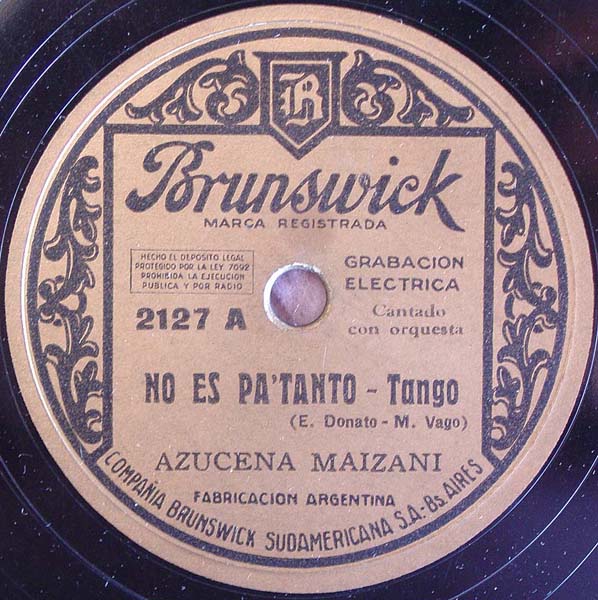 B
Brunswick
MARCA REGISTRADA
HECHO EL DEPOSITO LEGAL
PROTEGIDO POR LA LEY 7092
PROHIBIDA LA EJECUCION
PUBLICA Y POR RADIO
GRABACION
ELECTRICA
2127 A
Cantado
con orquesta
NO ES PA'TANTO - Tango
(E. Donato - M. Vago)
AZUCENA MAIZANI
FABRICACION ARGENTINA
COMPAÑIA BRUNSWICK SUDAMERICANA S.A.-Bs. AIRES